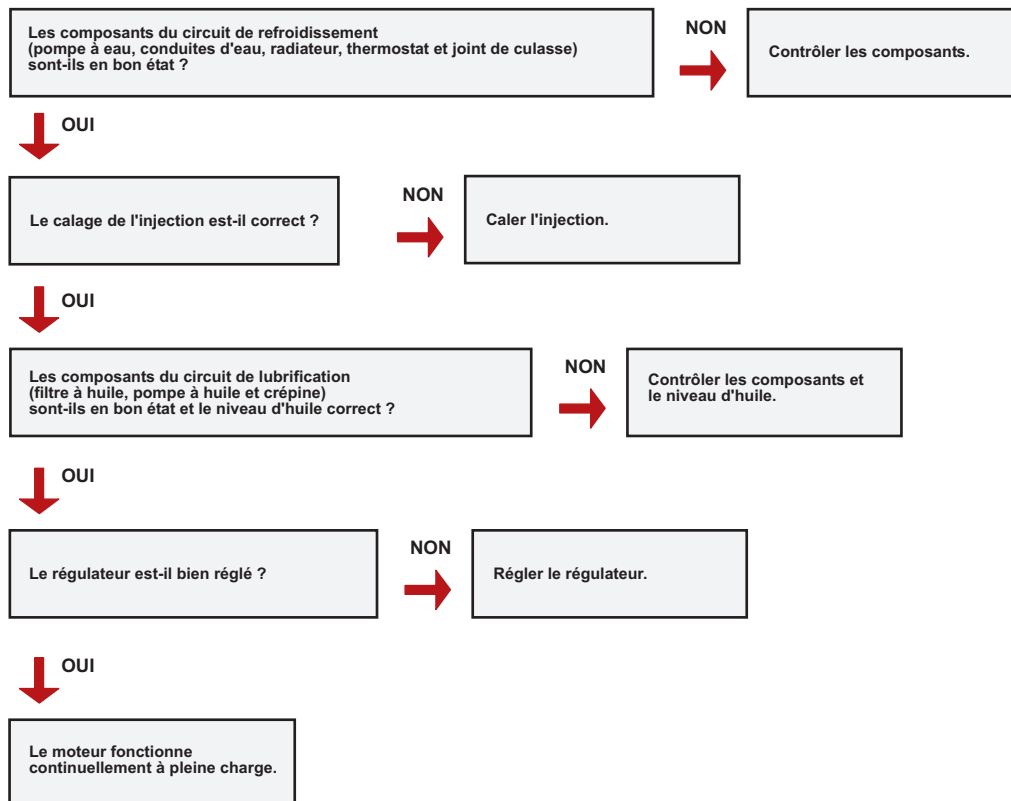 Les composants du circuit de refroidissement
(pompe à eau, conduites d'eau, radiateur, thermostat et joint de culasse)
sont-ils en bon état ?
NON
Contrôler les composants.
OUI
Le calage de l'injection est-il correct ?
NON
Caler l'injection.
OUI
Les composants du circuit de lubrification
(filtre à huile, pompe à huile et crépine)
sont-ils en bon état et le niveau d'huile correct ?
NON
Contrôler les composants et
le niveau d'huile.
OUI
Le régulateur est-il bien réglé ?
NON
Régler le régulateur.
OUI
Le moteur fonctionne
continuellement à pleine charge.